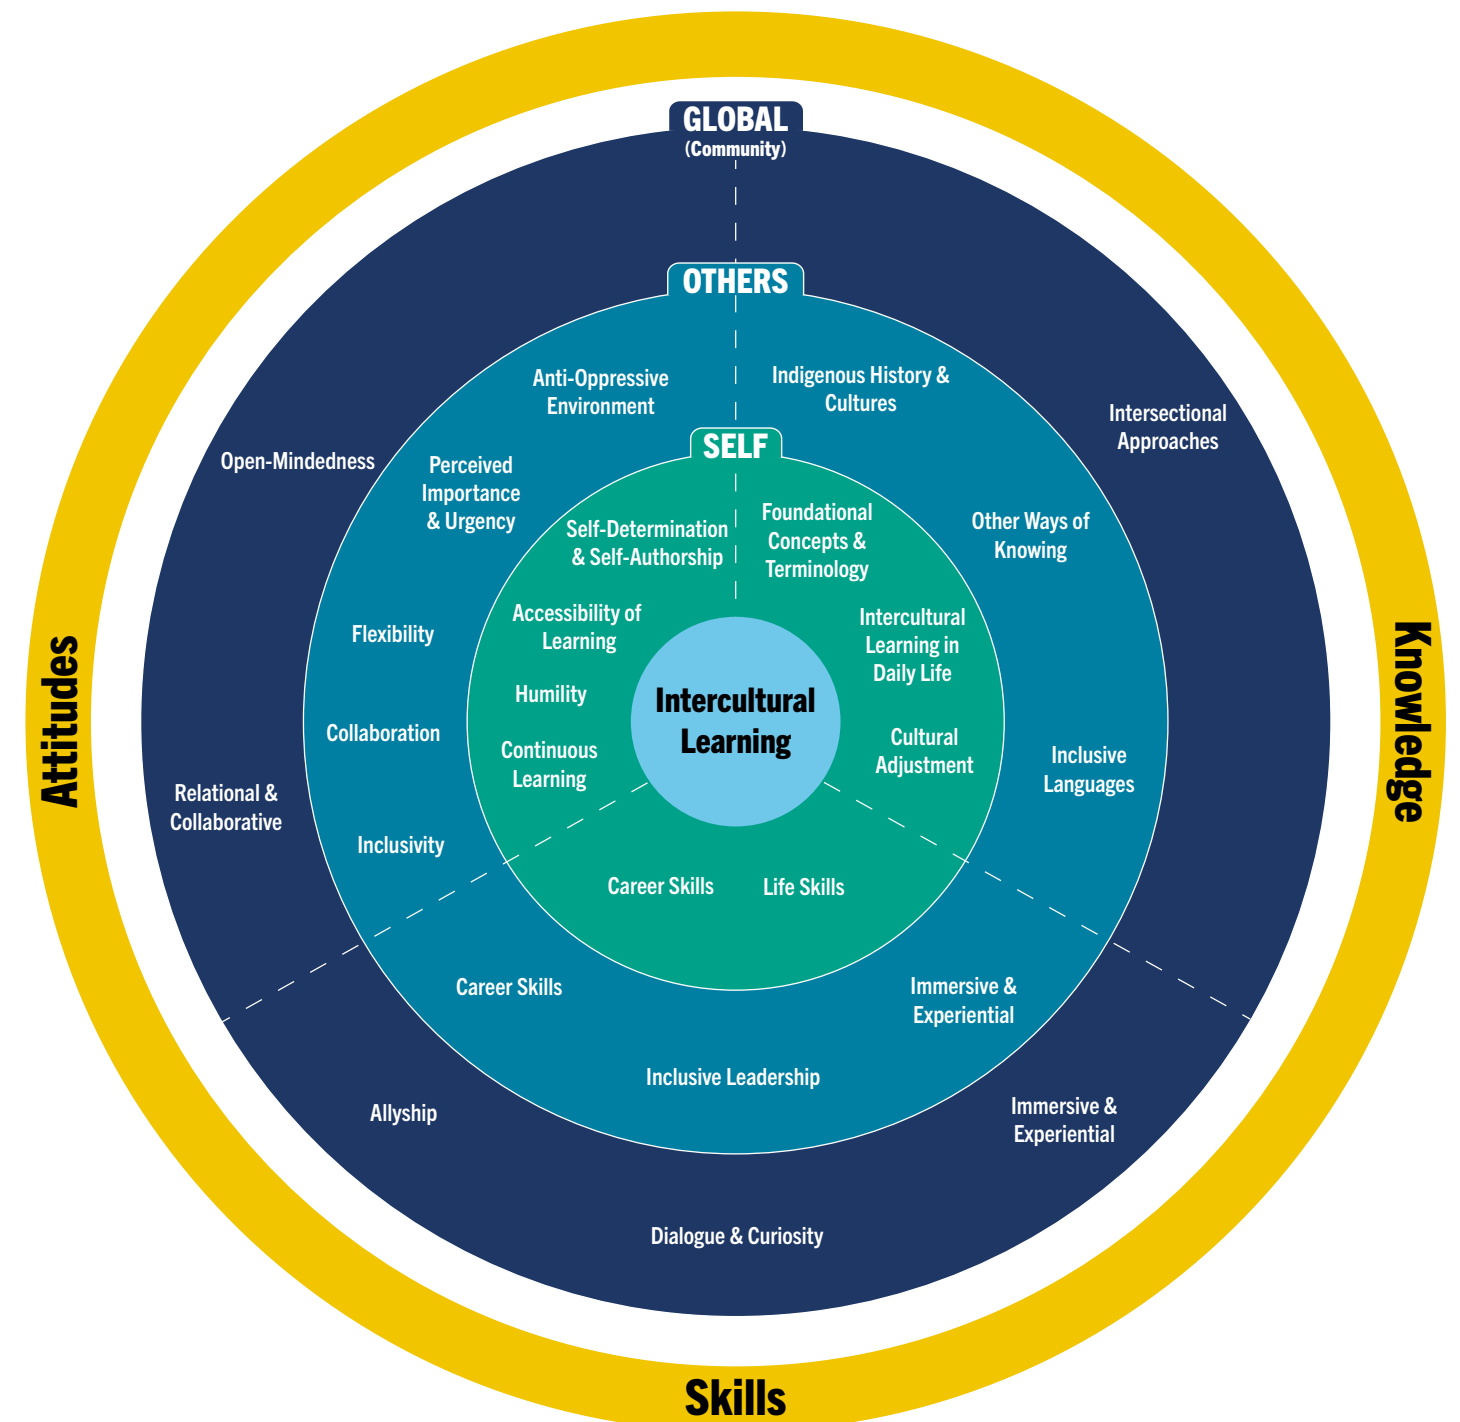 GLOBAL
(Community)
OTHERS
Anti-Oppressive
Environment
Indigenous History &
Cultures
Intersectional
Approaches
Open-Mindedness
Perceived
Importance
& Urgency
SELF
Self-Determination
& Self-Authorship
Foundational
Concepts &
Terminology
Other Ways of
Knowing
Flexibility
Accessibility of
Learning
Intercultural
Learning in
Daily Life
Humility
Intercultural
Learning
Attitudes
Knowledge
Collaboration
Continuous
Learning
Cultural
Adjustment
Inclusive
Languages
Relational &
Collaborative
Inclusivity
Career Skills
Life Skills
Career Skills
Immersive &
Experiential
Inclusive Leadership
Allyship
Immersive &
Experiential
Dialogue & Curiosity
Skills